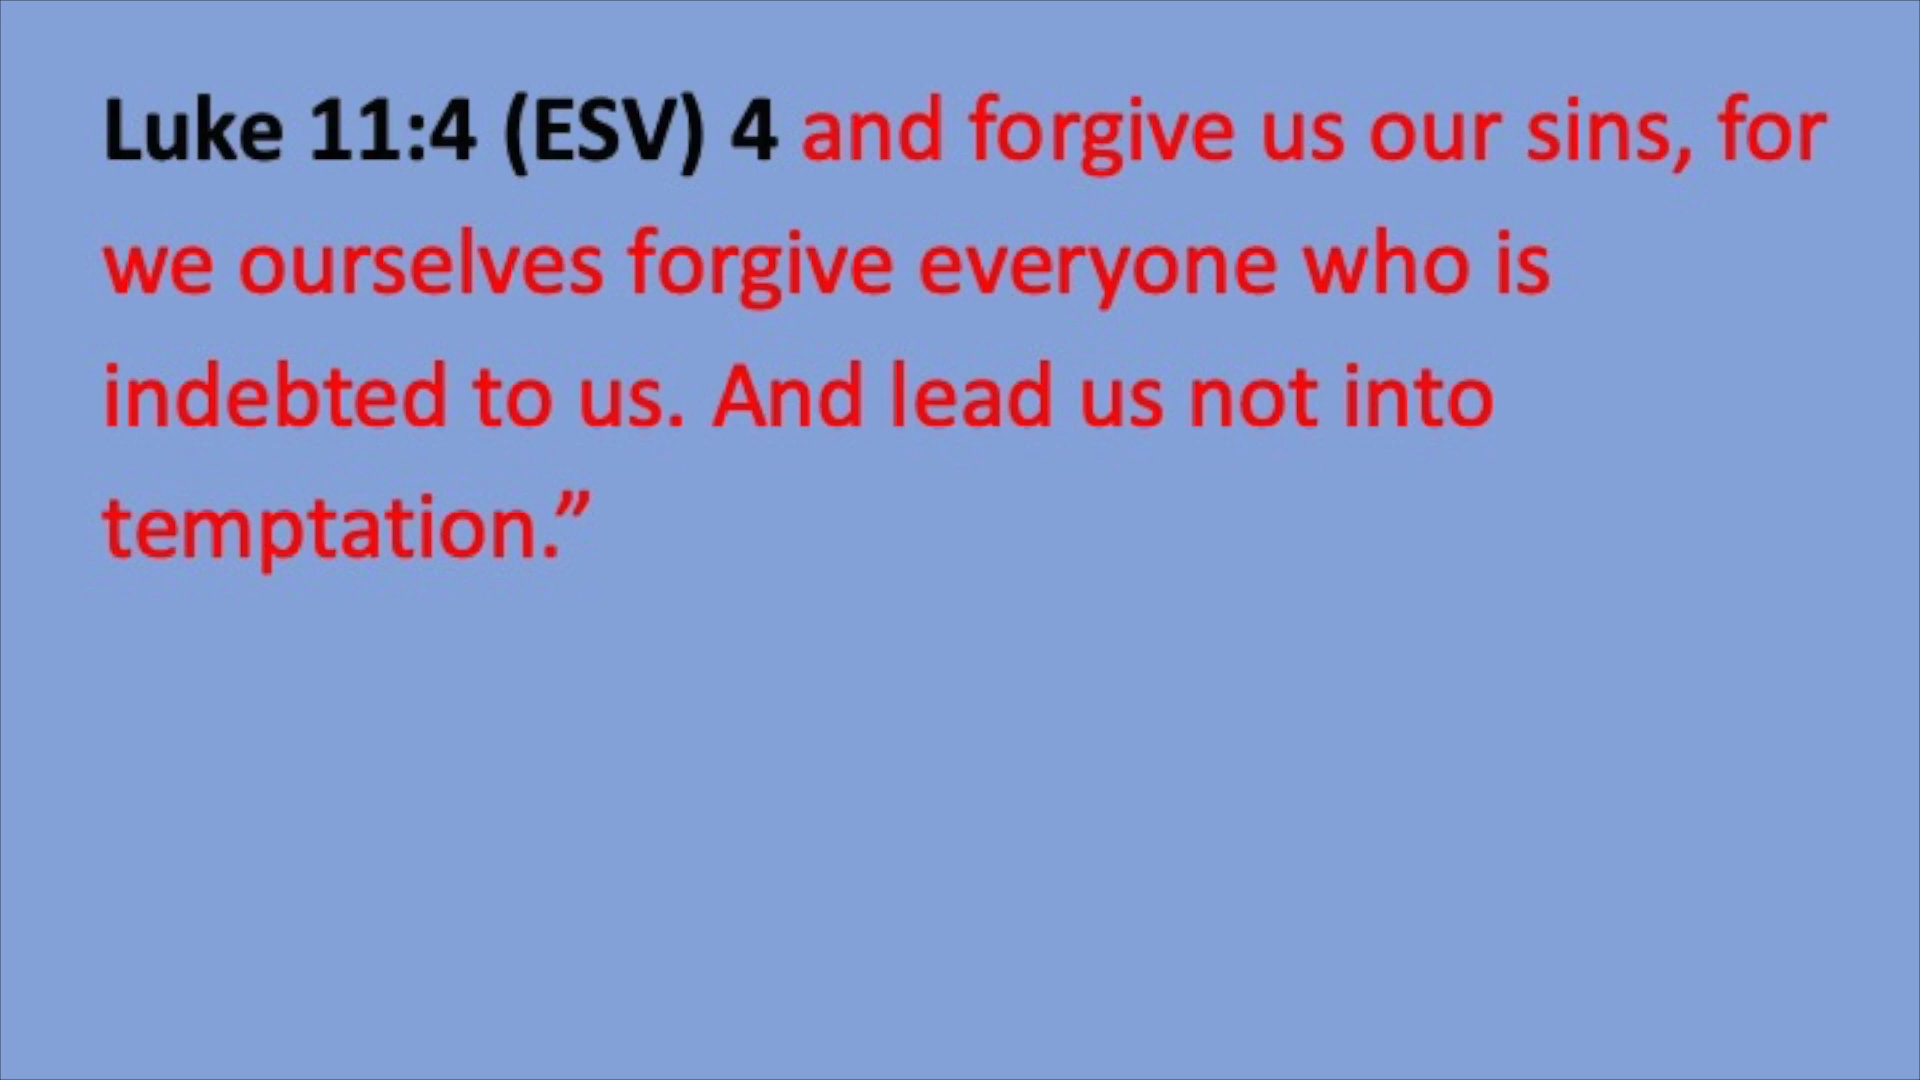 Luke 11:4 (ESV) 4 and forgive us our sins, for
we ourselves forgive everyone who is
indebted to us. And lead us not into
temptation.”